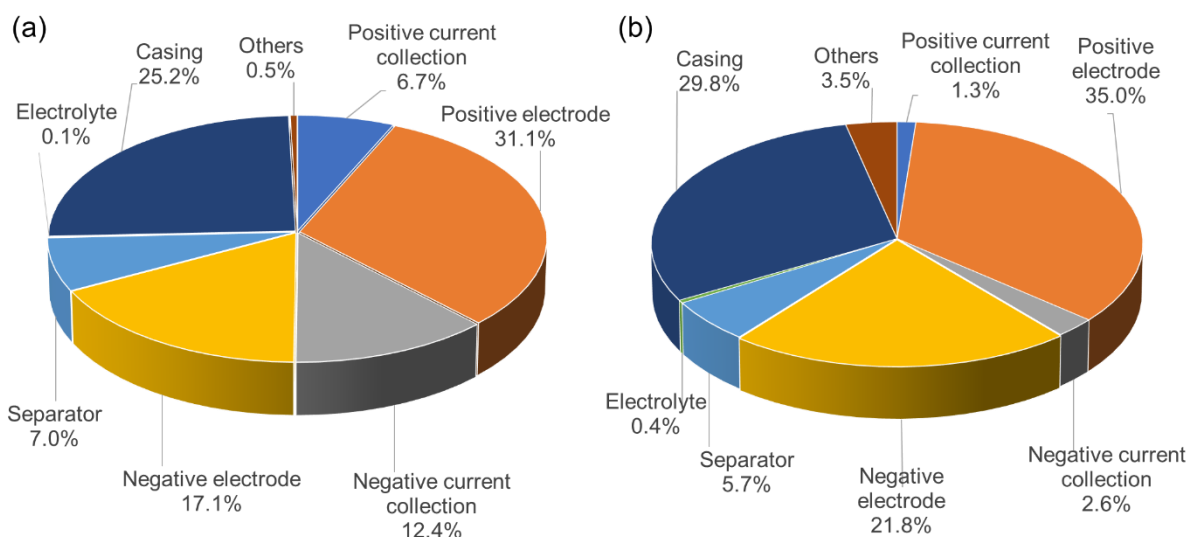 (a)
Casing
25.2%
Others
0.5%
Positive current
collection
6.7%
Positive electrode
31.1%
Electrolyte
0.1%
Separator
7.0%
Negative electrode
17.1%
Negative current
collection
12.4%
(b)
Casing
29.8%
Others
3.5%
Positive current
collection
1.3%
Positive
electrode
35.0%
Electrolyte
0.4%
Separator
5.7%
Negative
electrode
21.8%
Negative current
collection
2.6%